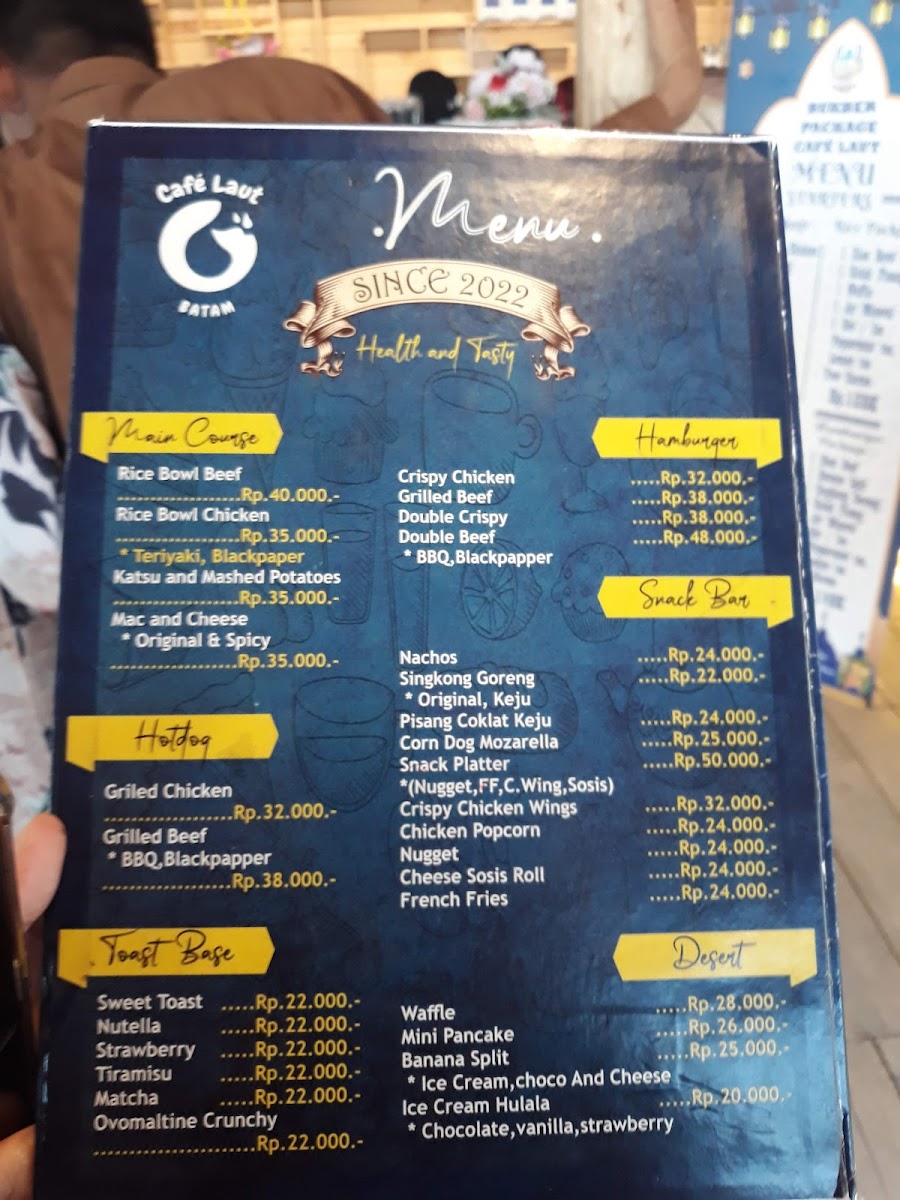 Café Laut
BATAM
.Menu.
SINCE 2022
Health and Tasty
Main Course
Rice Bowl Beef
..................Rp.40.000.-
Rice Bowl Chicken
..................Rp.35.000.-
* Teriyaki, Blackpaper
Katsu and Mashed Potatoes
..................Rp.35.000.-
Mac and Cheese
* Original & Spicy
..................Rp.35.000.-
Hotdog
Griled Chicken
..................Rp.32.000.-
Grilled Beef
* BBQ,Blackpapper
..................Rp.38.000.-
Toast Base
Sweet Toast .....Rp.22.000.-
Nutella .....Rp.22.000.-
Strawberry .....Rp.22.000.-
Tiramisu .....Rp.22.000.-
Matcha .....Rp.22.000.-
Ovomaltine Crunchy
.......................Rp.22.000.-
Hamburger
Crispy Chicken .....Rp.32.000.-
Grilled Beef .....Rp.38.000.-
Double Crispy .....Rp.38.000.-
Double Beef .....Rp.48.000.-
* BBQ,Blackpapper
Snack Bar
Nachos .....Rp.24.000.-
Singkong Goreng .....Rp.22.000.-
* Original, Keju
Pisang Coklat Keju .....Rp.24.000.-
Corn Dog Mozarella .....Rp.25.000.-
Snack Platter .....Rp.50.000.-
*(Nugget,FF,C.Wing,Sosis)
Crispy Chicken Wings .....Rp.32.000.-
Chicken Popcorn .....Rp.24.000.-
Nugget .....Rp.24.000.-
Cheese Sosis Roll .....Rp.24.000.-
French Fries .....Rp.24.000.-
Desert
Waffle .....Rp.28.000.-
Mini Pancake .....Rp.26.000.-
Banana Split .....Rp.25.000.-
* Ice Cream,choco And Cheese
Ice Cream Hulala .....Rp.20.000.-
* Chocolate,vanilla,strawberry
BUKBER
PACKAGE
CAFÉ LAUT
MENU
STARTERS